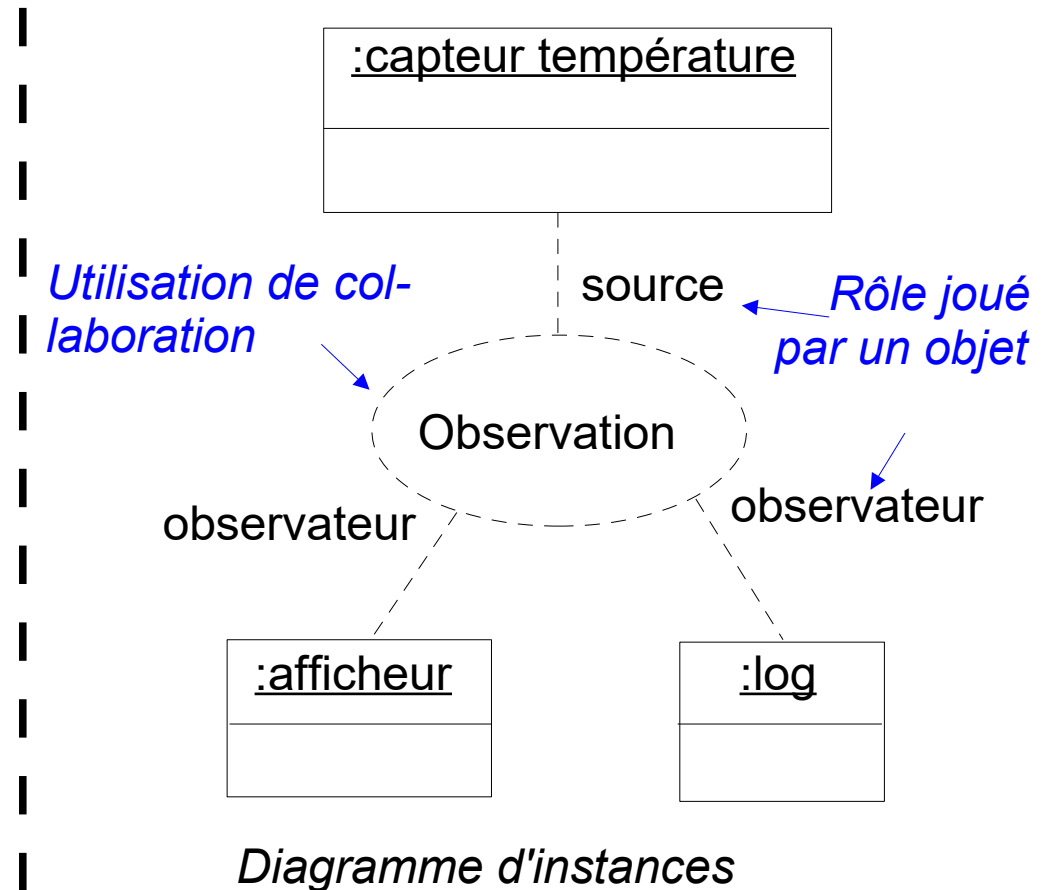 :capteur température
source
Utilisation de col-
laboration
Rôle joué
par un objet
Observation
observateur
observateur
:afficheur
:log
Diagramme d'instances